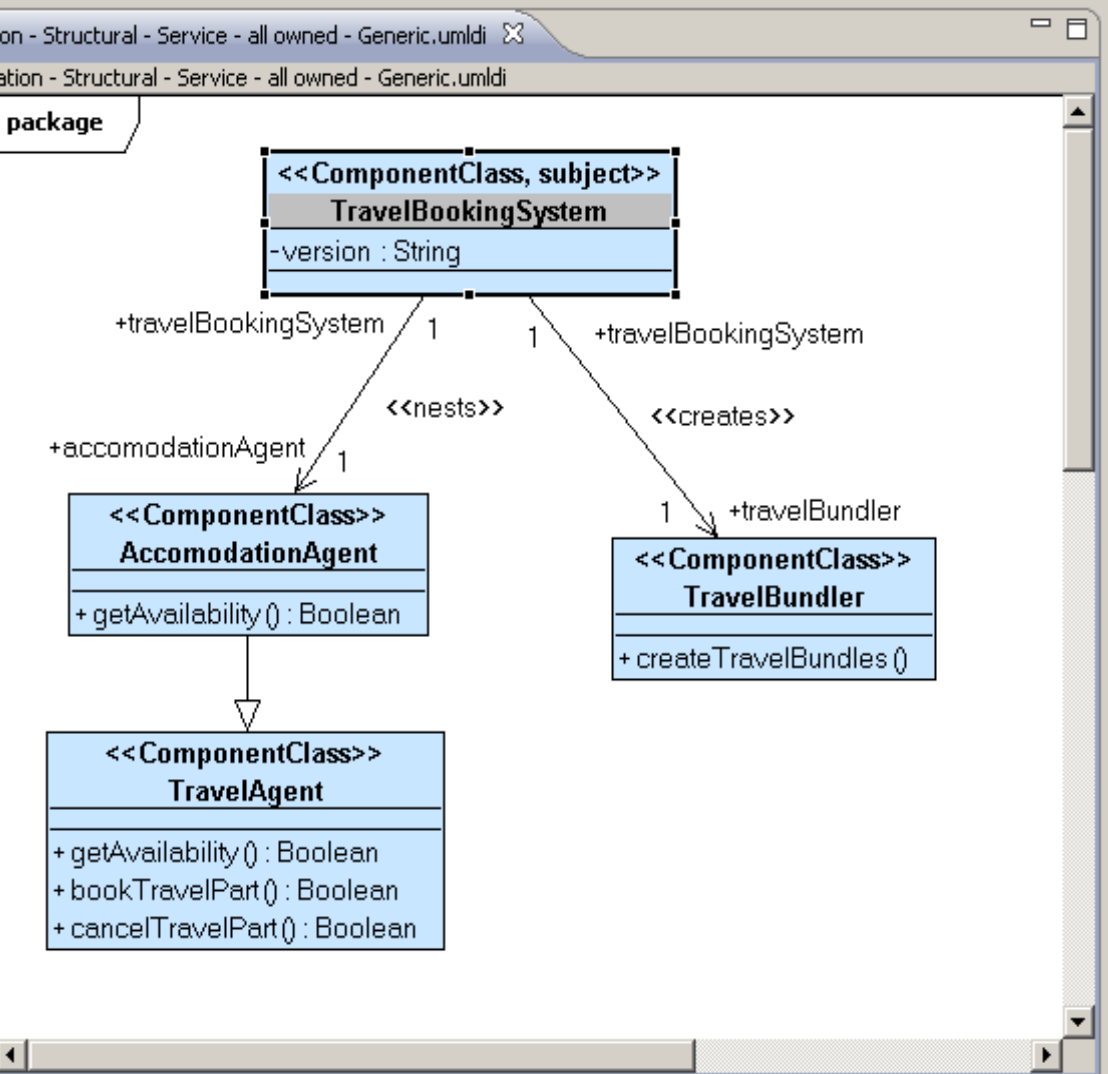 on - Structural - Service - all owned - Generic.umldi
ation - Structural - Service - all owned - Generic.umldi
package
<<ComponentClass, subject>>
TravelBookingSystem
-version : String
+travelBookingSystem 1
1 +travelBookingSystem
<<nests>>
<<creates>>
+accomodationAgent 1
1 +travelBundler
<<ComponentClass>>
AccomodationAgent
+ getAvailability () : Boolean
<<ComponentClass>>
TravelBundler
+ createTravelBundles ()
<<ComponentClass>>
TravelAgent
+ getAvailability () : Boolean
+ bookTravelPart () : Boolean
+ cancelTravelPart () : Boolean